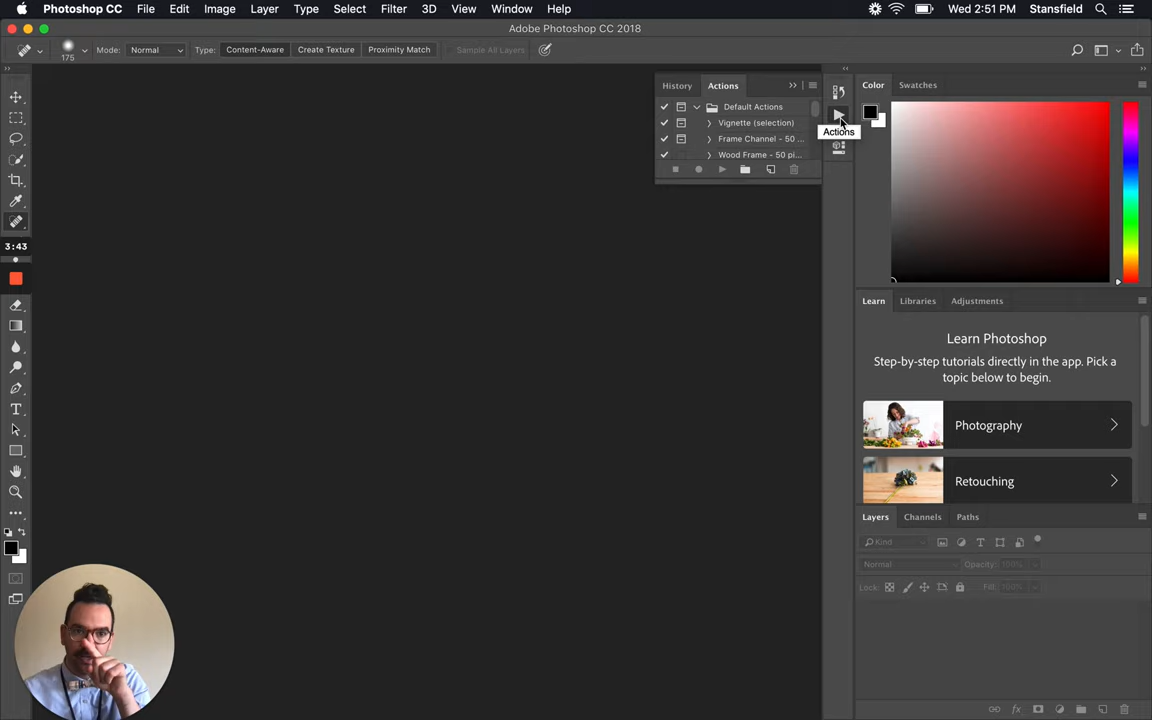 Photoshop CC File Edit Image Layer Type Select Filter 3D View Window Help Wed 2:51 PM Stansfield
Adobe Photoshop CC 2018
175 Mode: Normal Type: Content-Aware Create Texture Proximity Match Sample All Layers
History Actions
Default Actions
Vignette (selection)
Frame Channel - 50 ...
Wood Frame - 50 pi...
Actions
Color Swatches
3:43
Learn Libraries Adjustments
Learn Photoshop
Step-by-step tutorials directly in the app. Pick a
topic below to begin.
Photography
Retouching
Layers Channels Paths
Kind
Normal Opacity: 100%
Lock: Fill: 100%
fx